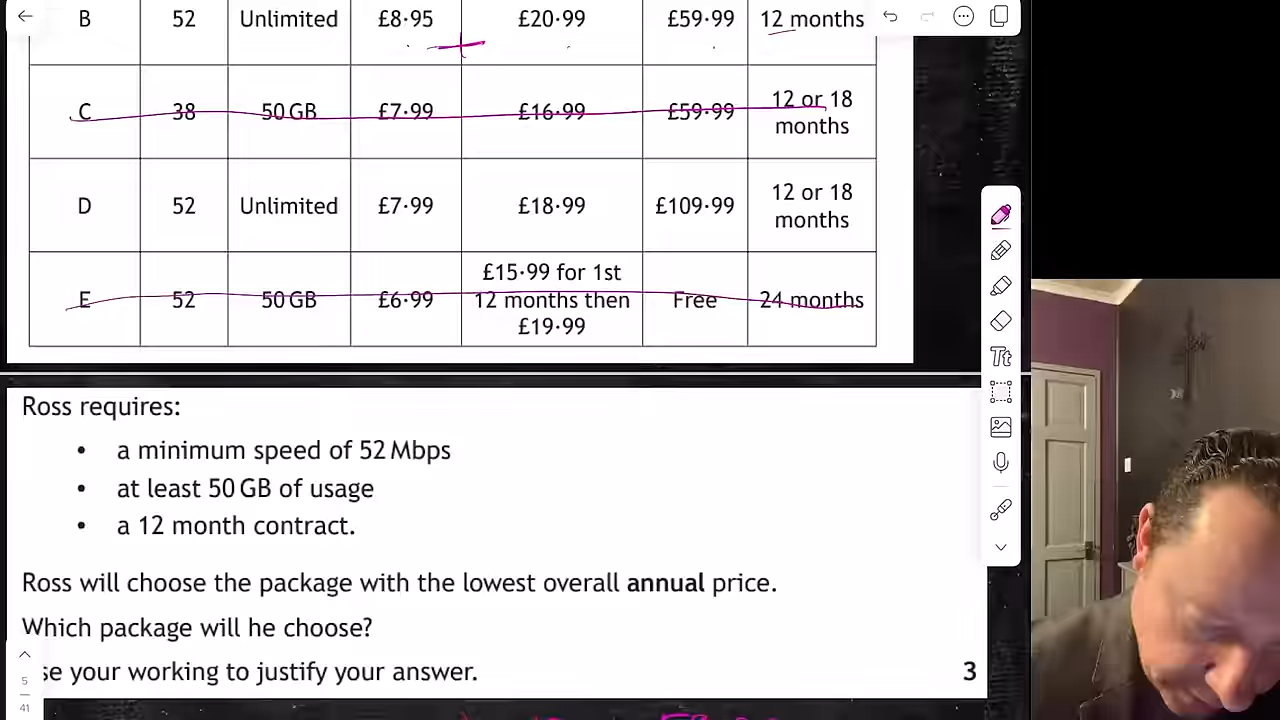 B 52 Unlimited £8·95 £20·99 £59·99 12 months
C 38 50 GB £7·99 £16·99 £59·99 12 or 18
months
D 52 Unlimited £7·99 £18·99 £109·99 12 or 18
months
E 52 50 GB £6·99 £15·99 for 1st
12 months then
£19·99 Free 24 months
Tt
Ross requires:
• a minimum speed of 52 Mbps
• at least 50 GB of usage
• a 12 month contract.
Ross will choose the package with the lowest overall annual price.
Which package will he choose?
se your working to justify your answer. 3
5
41